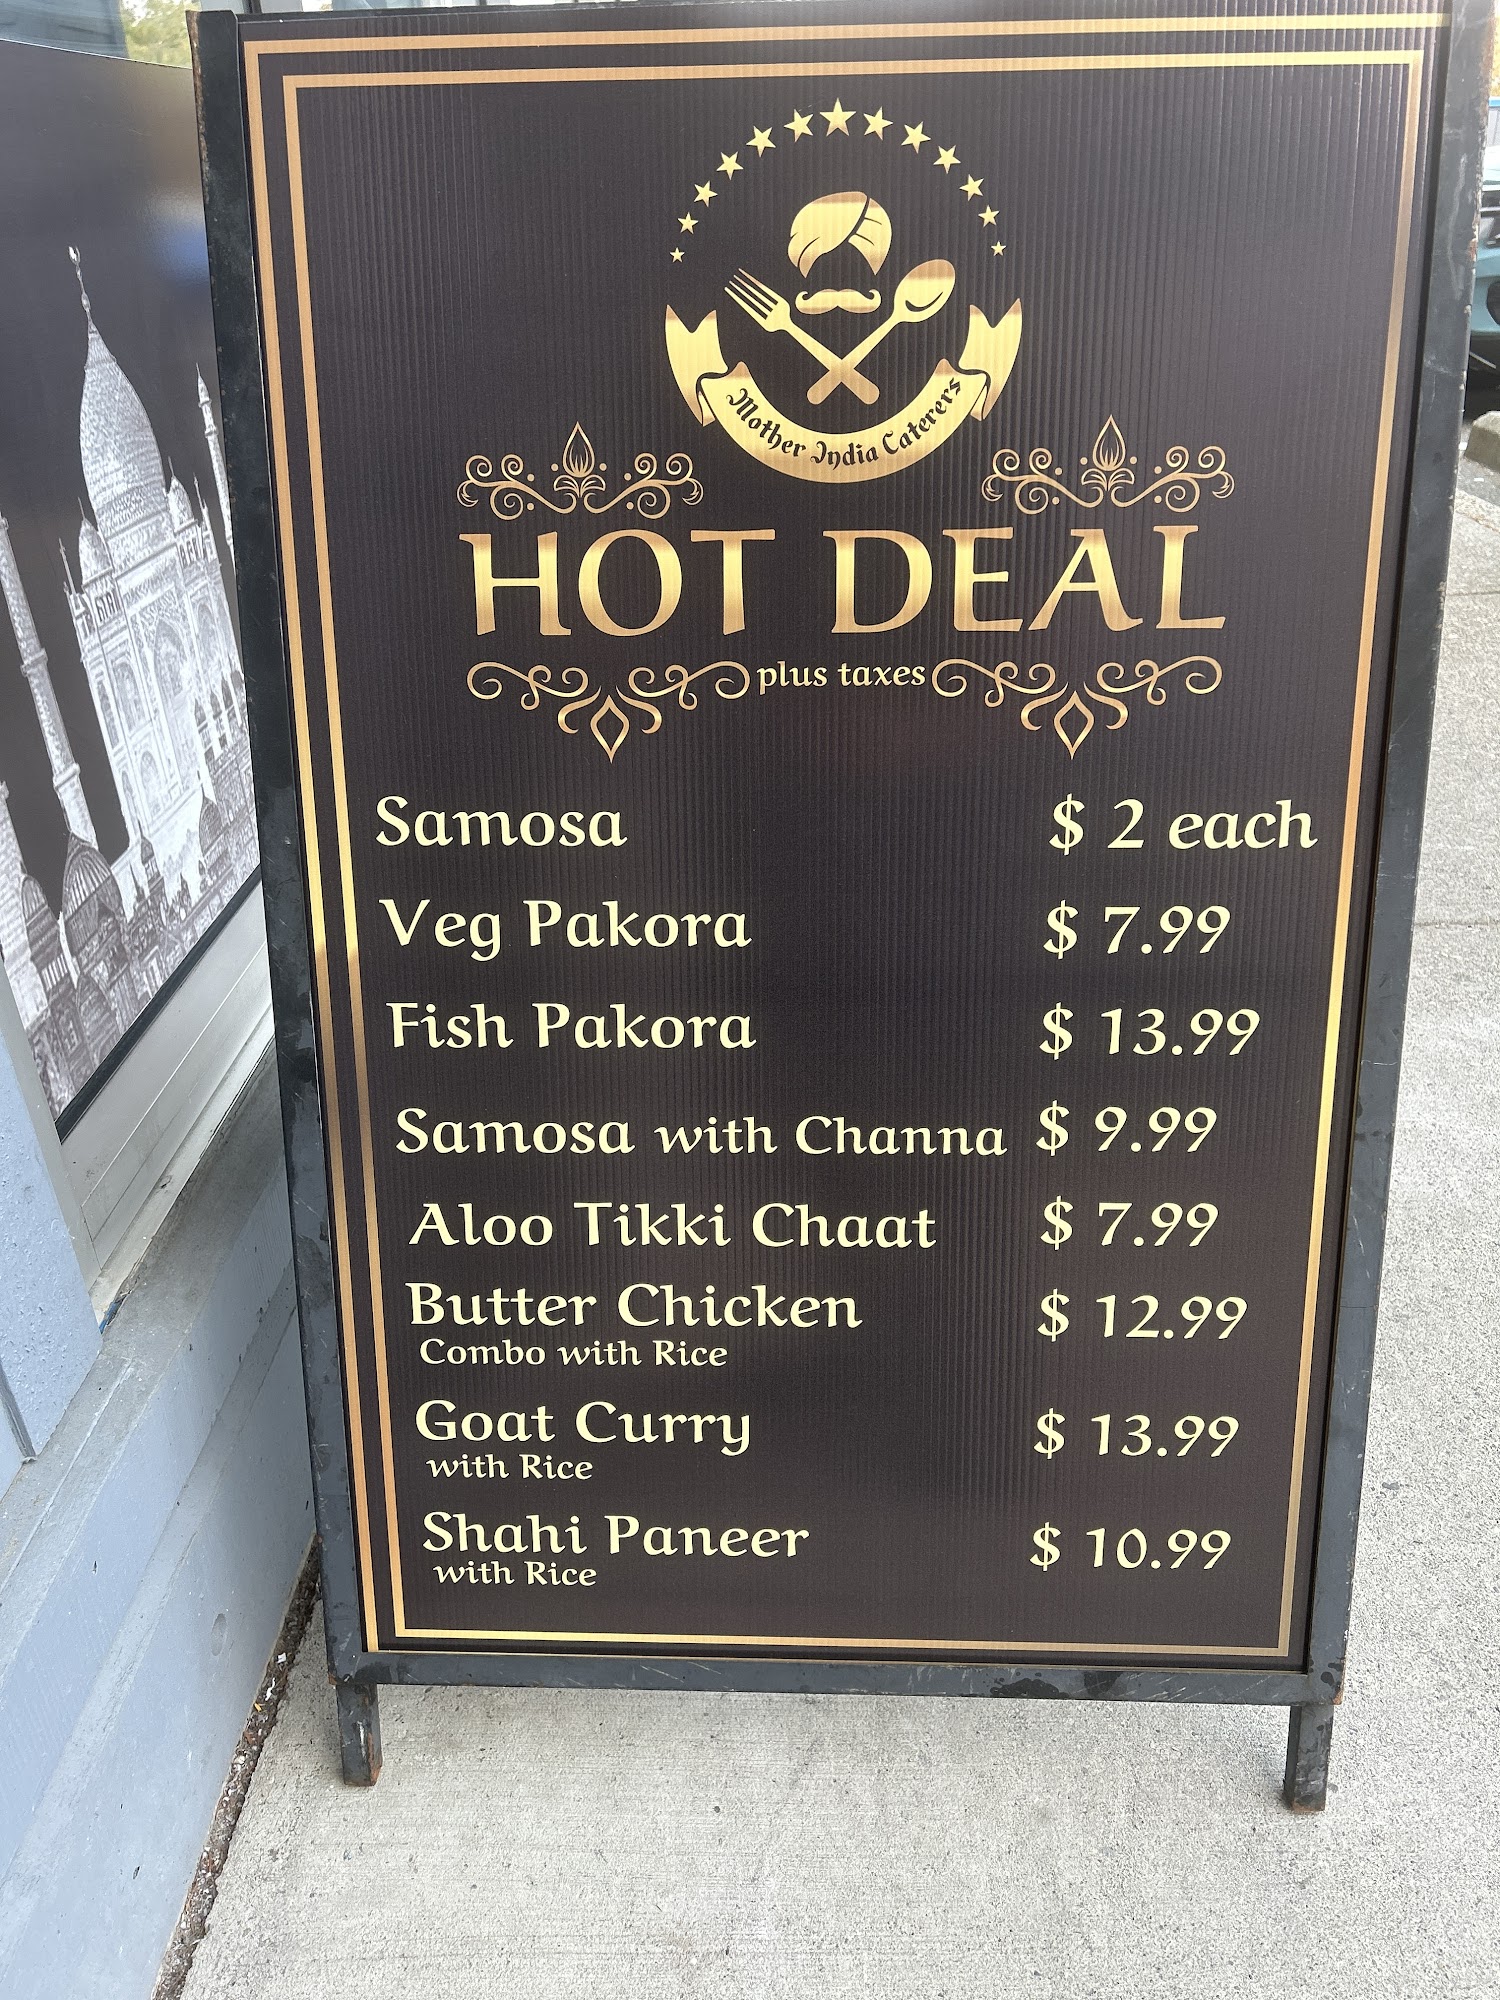 Mother India Caterers
HOT DEAL
plus taxes
Samosa $ 2 each
Veg Pakora $ 7.99
Fish Pakora $ 13.99
Samosa with Channa $ 9.99
Aloo Tikki Chaat $ 7.99
Butter Chicken $ 12.99
Combo with Rice
Goat Curry $ 13.99
with Rice
Shahi Paneer $ 10.99
with Rice